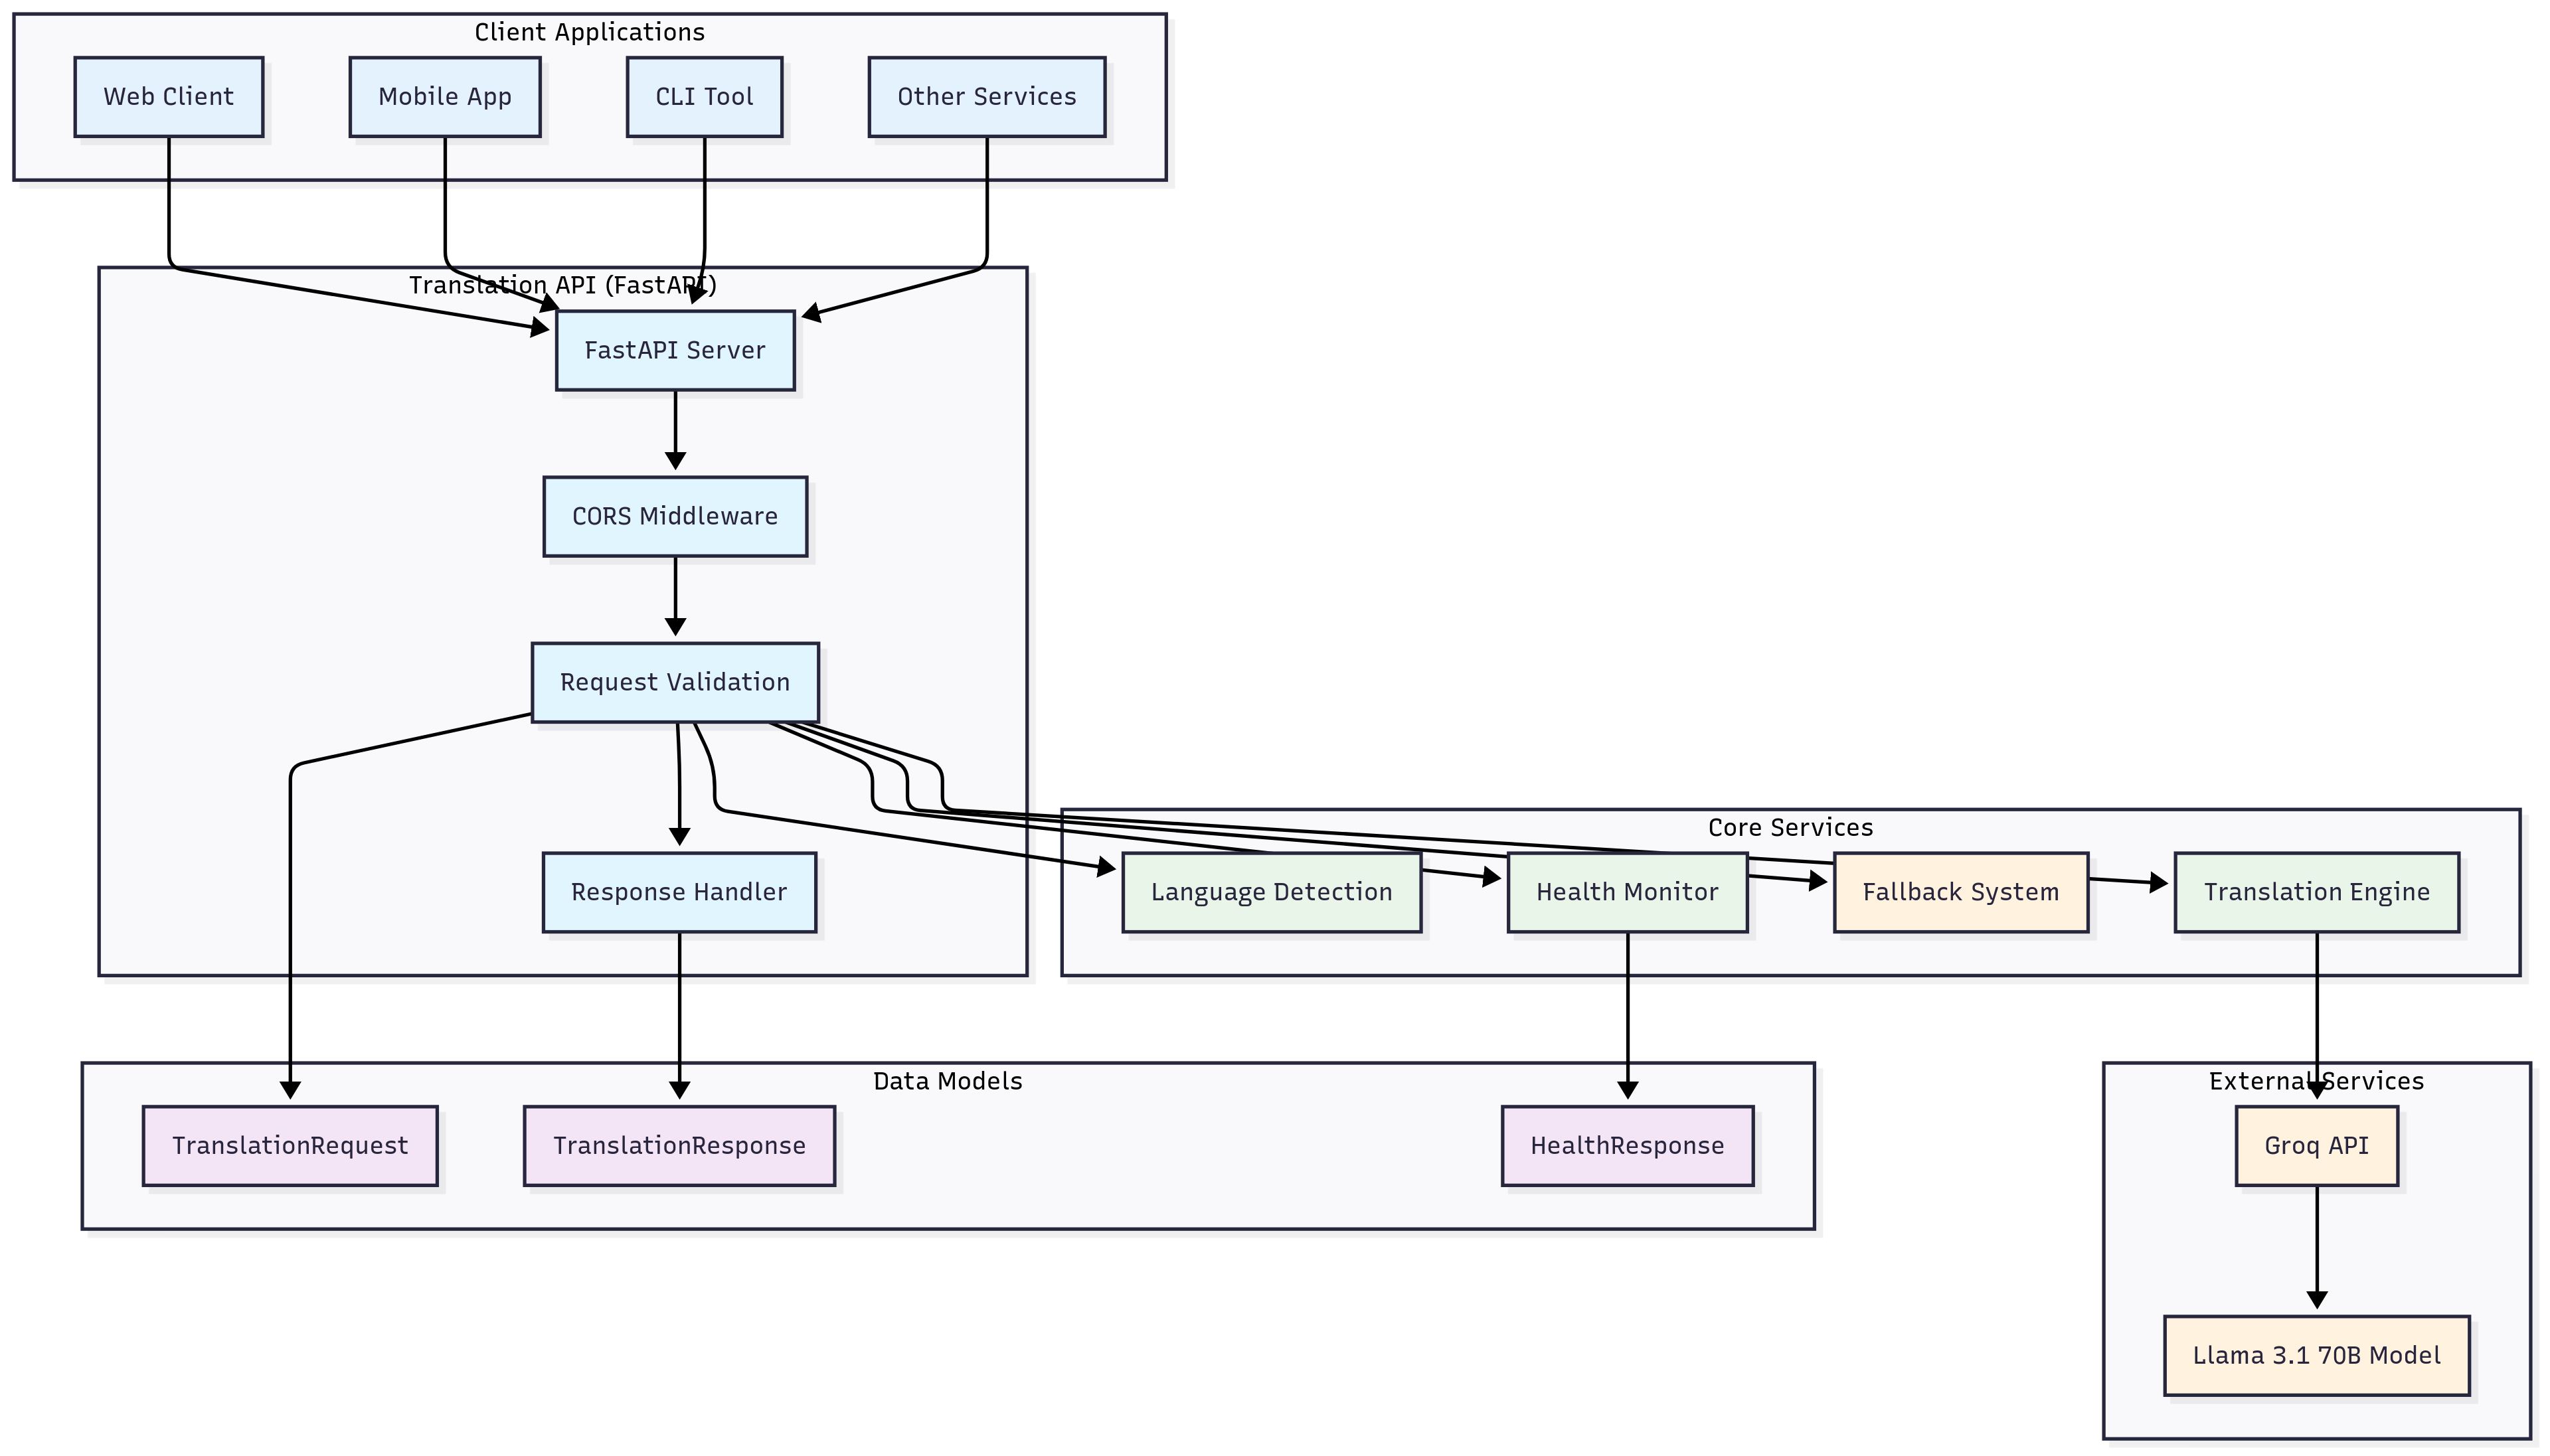 Client Applications
Web Client
Mobile App
CLI Tool
Other Services
Translation API (FastAPI)
FastAPI Server
CORS Middleware
Request Validation
Response Handler
Core Services
Language Detection
Health Monitor
Fallback System
Translation Engine
Data Models
TranslationRequest
TranslationResponse
HealthResponse
External Services
Groq API
Llama 3.1 70B Model